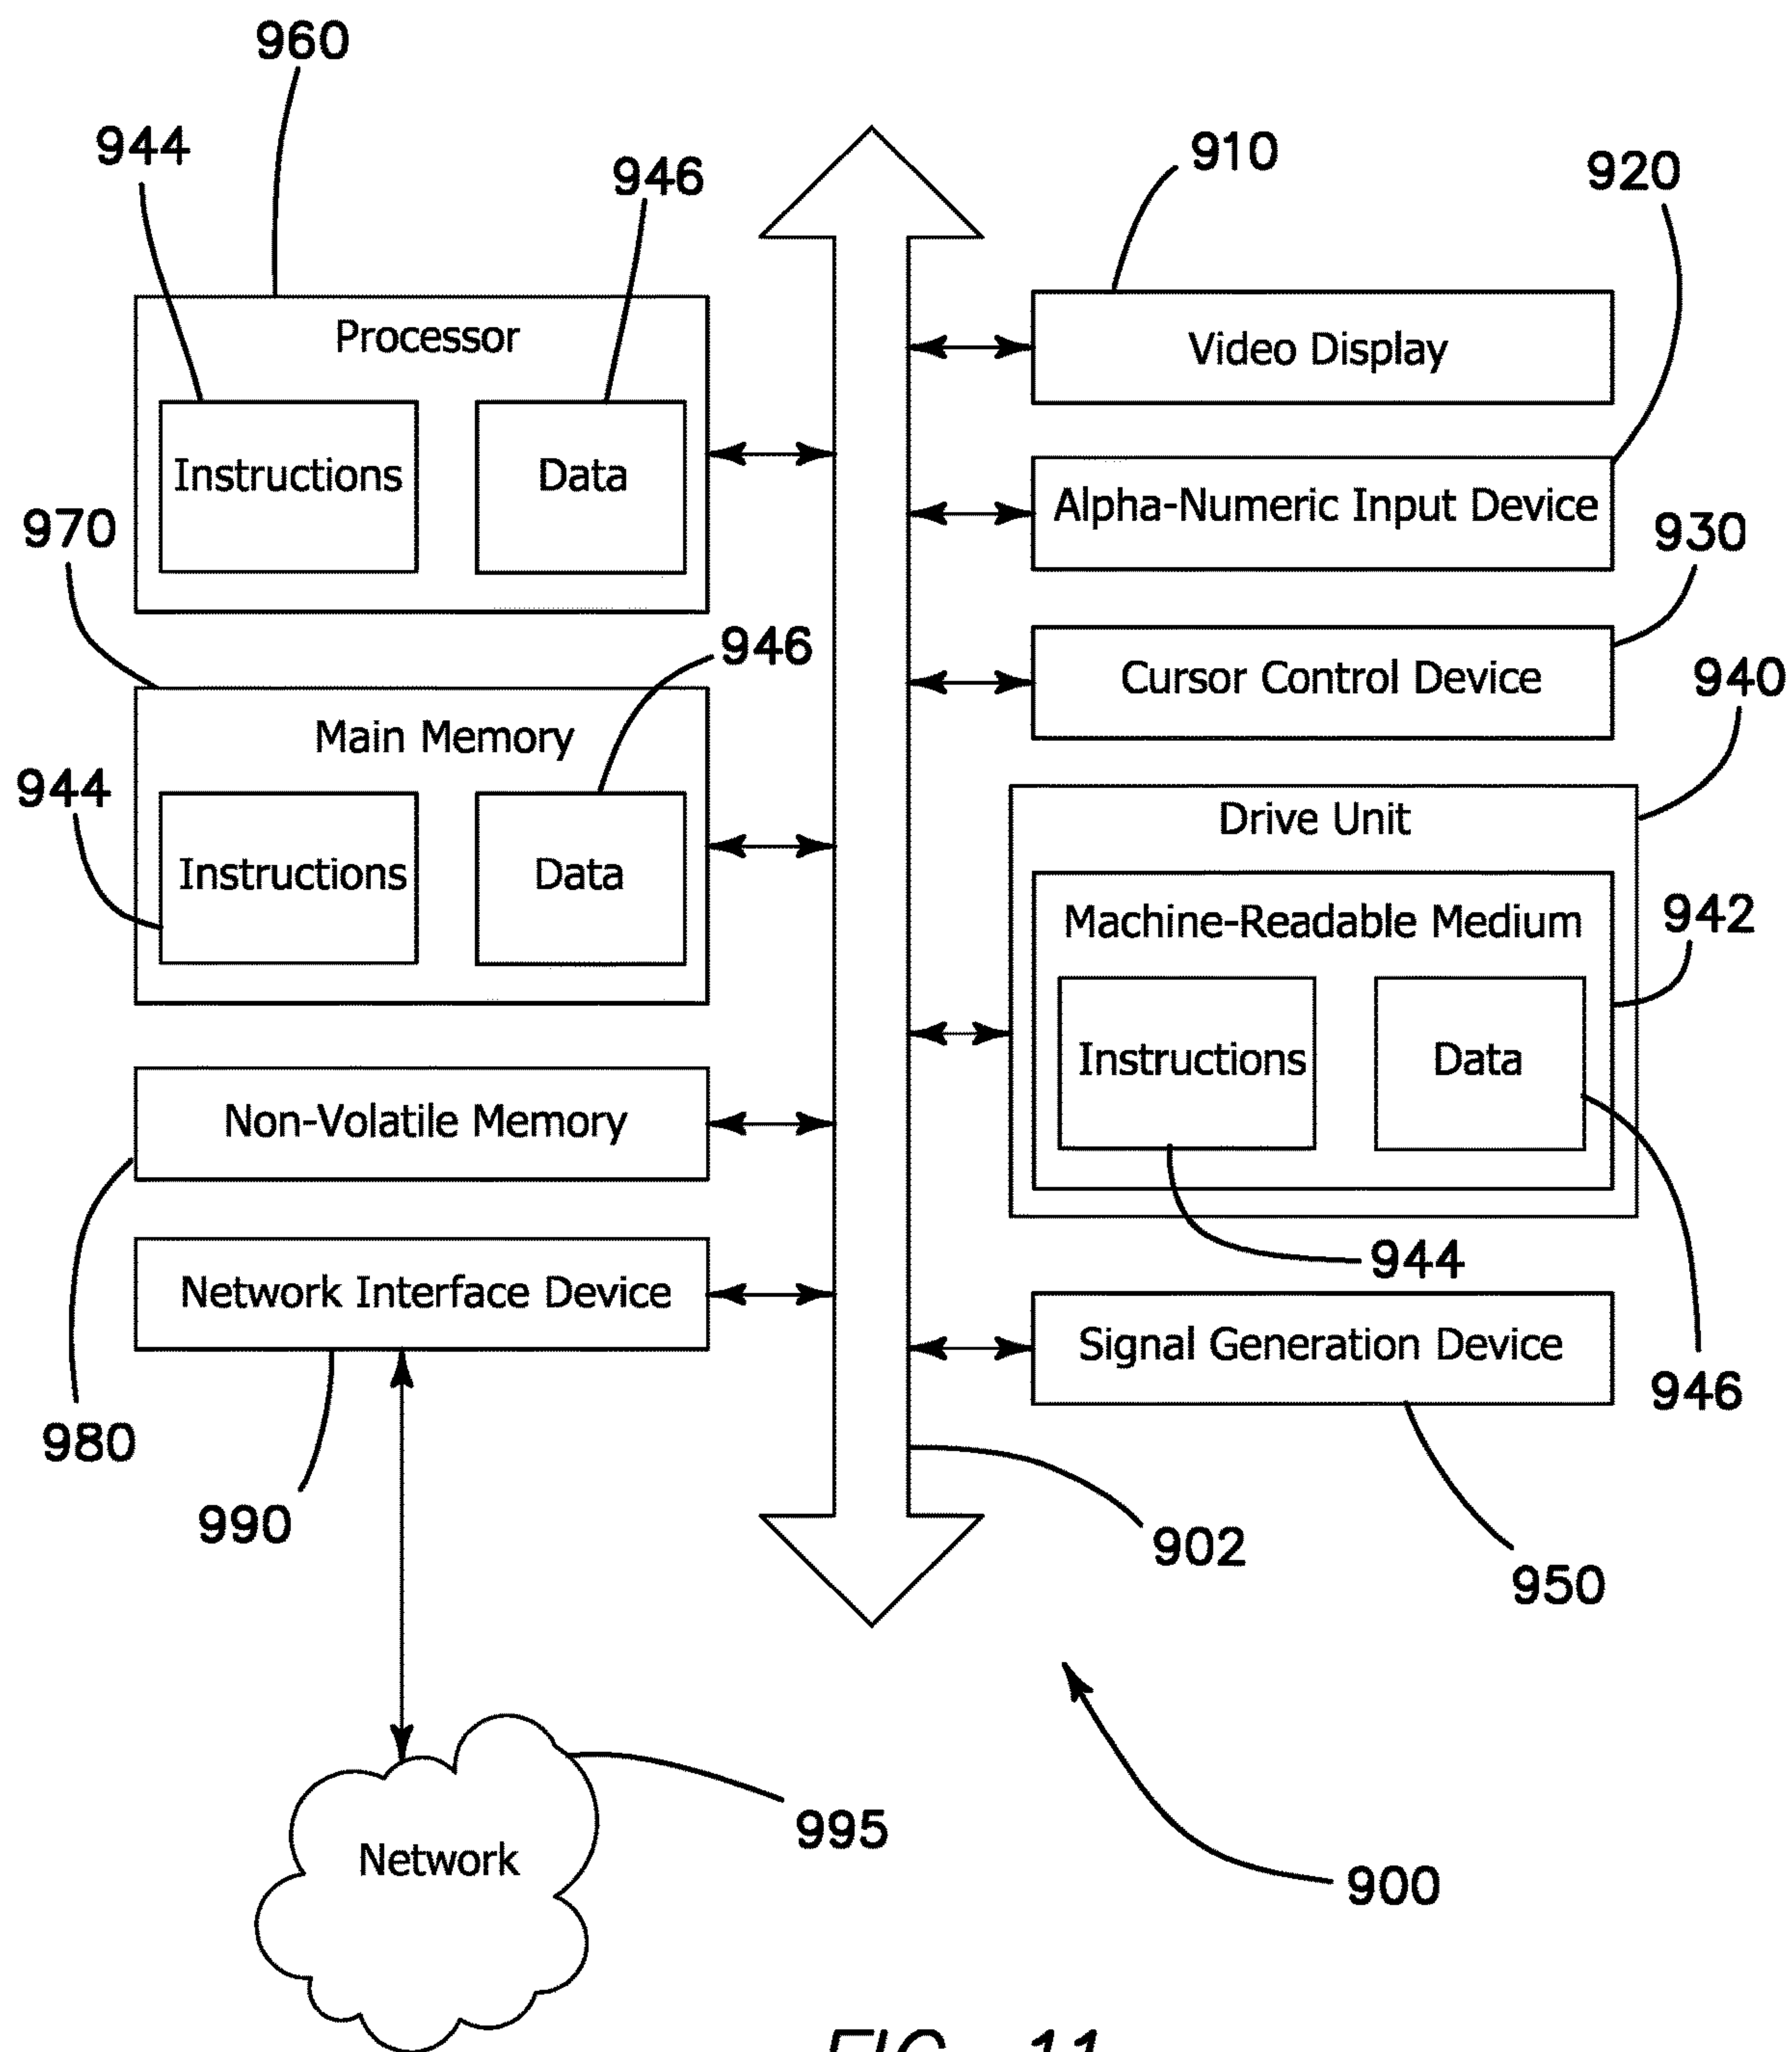 960
944
946
910
920
Processor
Instructions
Data
Video Display
Alpha-Numeric Input Device
970
930
946
Cursor Control Device
940
Main Memory
944
Instructions
Data
Drive Unit
Machine-Readable Medium
942
Instructions
Data
Non-Volatile Memory
944
Network Interface Device
Signal Generation Device
946
980
990
902
950
Network
995
900
FIG. 11